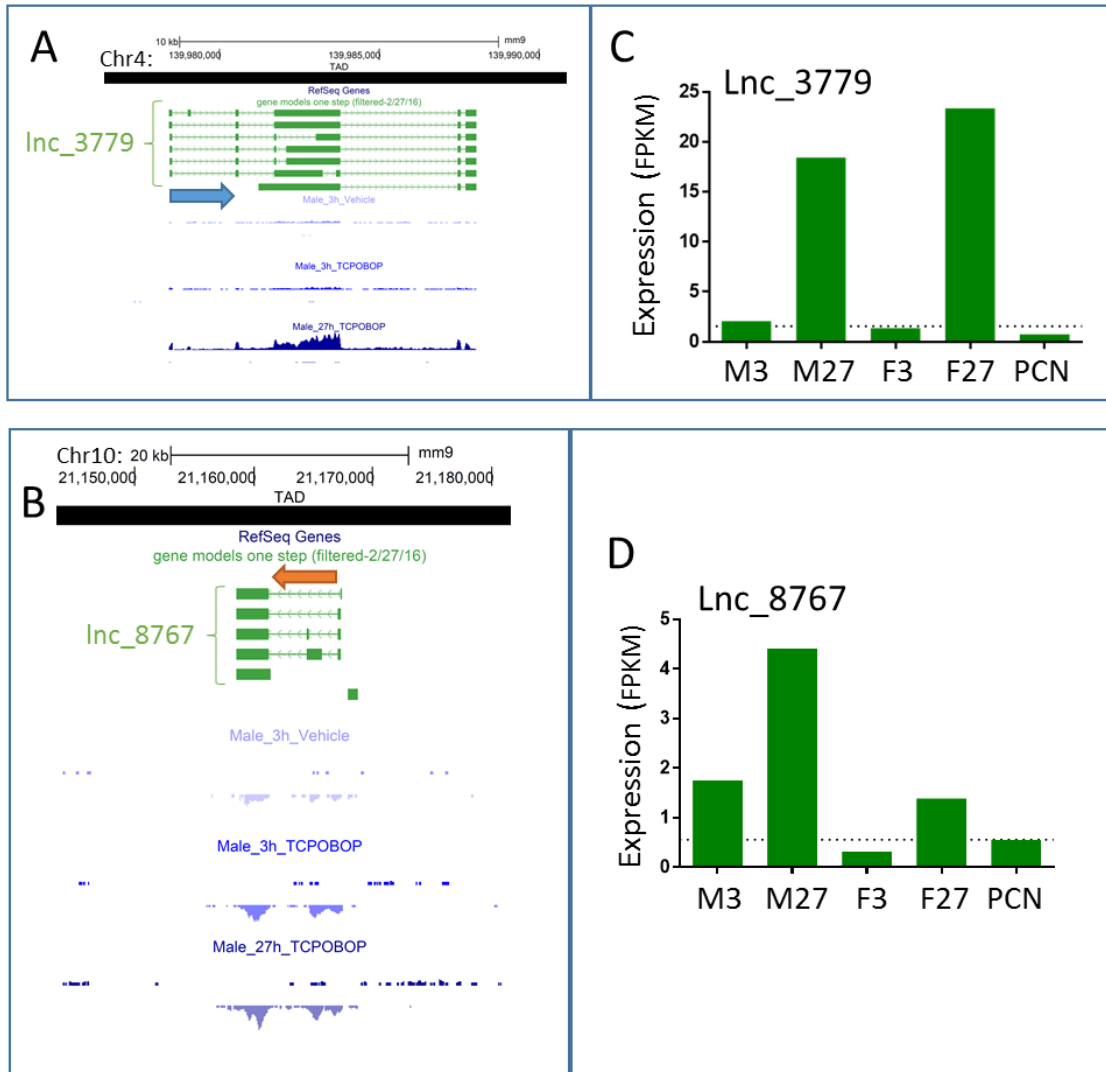 A
10 kb
mm9
Chr4:
139,980,000
139,985,000
139,990,000
TAD
RefSeq Genes
gene models one step (filtered-2/27/16)
lnc_3779
Male_3h_Vehicle
Male_3h_TCPOBOP
Male_27h_TCPOBOP
C
Lnc_3779
Expression (FPKM)
25
20
15
10
5
0
M3 M27 F3 F27 PCN
B
Chr10: 20 kb
mm9
21,150,000
21,160,000
21,170,000
21,180,000
TAD
RefSeq Genes
gene models one step (filtered-2/27/16)
lnc_8767
Male_3h_Vehicle
Male_3h_TCPOBOP
Male_27h_TCPOBOP
D
Lnc_8767
Expression (FPKM)
5
4
3
2
1
0
M3 M27 F3 F27 PCN